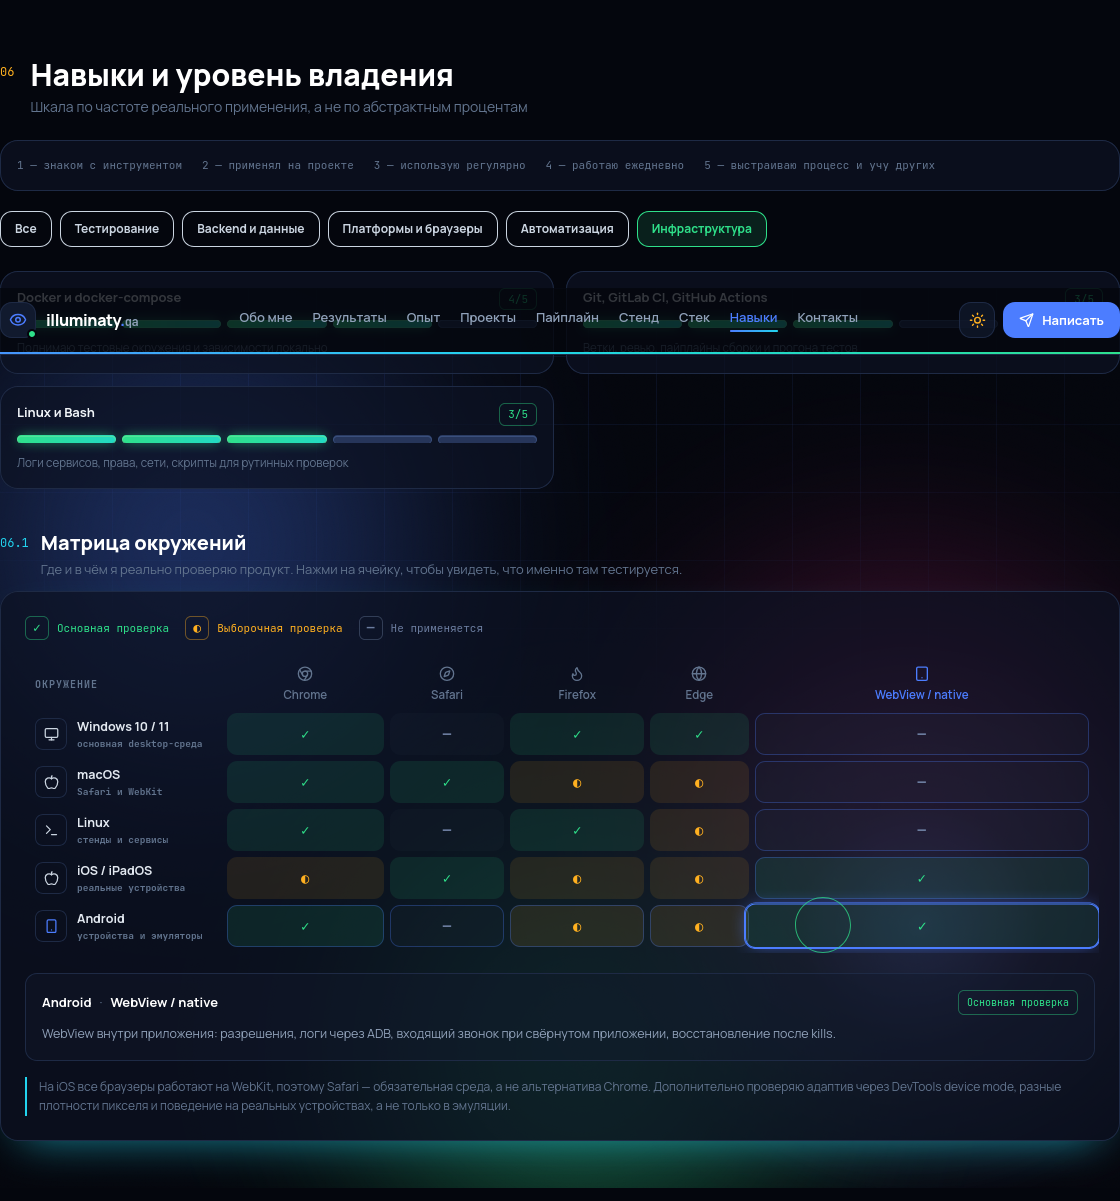 06
Навыки и уровень владения
Шкала по частоте реального применения, а не по абстрактным процентам
1 — знаком с инструментом 2 — применял на проекте 3 — использую регулярно 4 — работаю ежедневно 5 — выстраиваю процесс и учу других
Все Тестирование Backend и данные Платформы и браузеры Автоматизация Инфраструктура
Docker и docker-compose 4/5 Git, GitLab CI, GitHub Actions 3/5
illuminaty.qa Обо мне Результаты Опыт Проекты Пайплайн Стенд Стек Навыки Контакты Написать
Поднимаю тестовые окружения и зависимости локально Ветки, ревью, пайплайны сборки и прогона тестов
Linux и Bash 3/5
Логи сервисов, права, сети, скрипты для рутинных проверок
06.1 Матрица окружений
Где и в чём я реально проверяю продукт. Нажми на ячейку, чтобы увидеть, что именно там тестируется.
✓ Основная проверка ◐ Выборочная проверка — Не применяется
ОКРУЖЕНИЕ Chrome Safari Firefox Edge WebView / native
Windows 10 / 11 ✓ — ✓ ✓ —
основная desktop-среда
macOS ✓ ✓ ◐ ◐ —
Safari и WebKit
Linux ✓ — ✓ ◐ —
стенды и сервисы
iOS / iPadOS ◐ ✓ ◐ ◐ ✓
реальные устройства
Android ✓ — ◐ ◐ ✓
устройства и эмуляторы
Android · WebView / native Основная проверка
WebView внутри приложения: разрешения, логи через ADB, входящий звонок при свёрнутом приложении, восстановление после kills.
На iOS все браузеры работают на WebKit, поэтому Safari — обязательная среда, а не альтернатива Chrome. Дополнительно проверяю адаптив через DevTools device mode, разные
плотности пикселя и поведение на реальных устройствах, а не только в эмуляции.